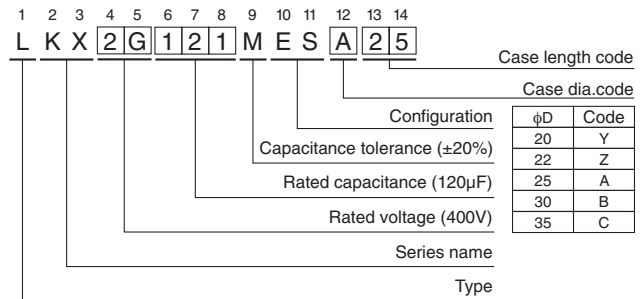 1 2 3 4 5 6 7 8 9 10 11 12 13 14
L K X 2 G 1 2 1 M E S A 2 5
Case length code
Case dia.code
Configuration
Capacitance tolerance (±20%)
Rated capacitance (120µF)
Rated voltage (400V)
Series name
Type
ϕD Code
20 Y
22 Z
25 A
30 B
35 C